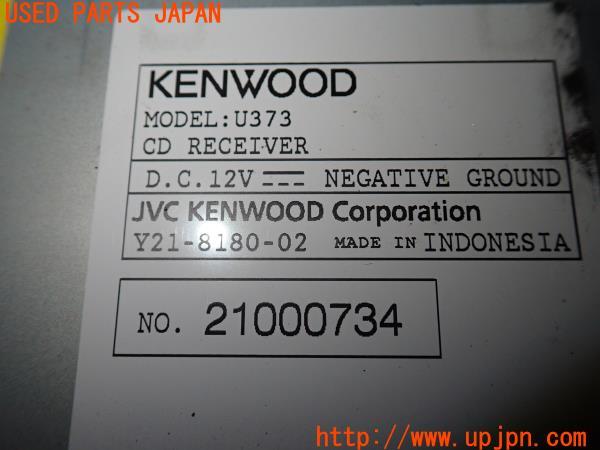 USED PARTS JAPAN
KENWOOD
MODEL:U373
CD RECEIVER
D.C.12V NEGATIVE GROUND
JVC KENWOOD Corporation
Y21-8180-02 MADE IN INDONESIA
NO. 21000734
http://www.upjpn.com/